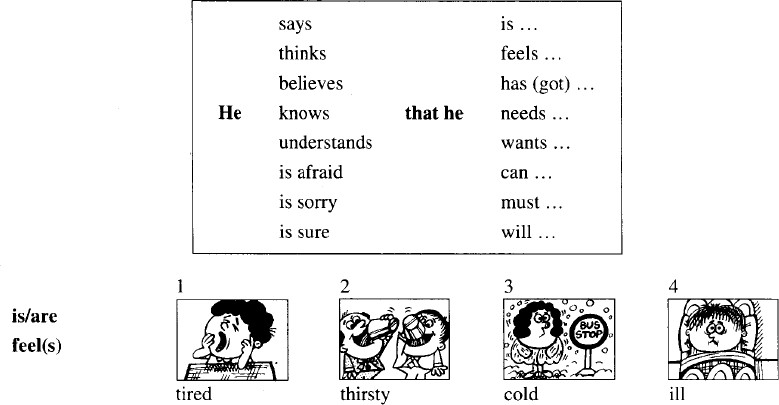 says is ...
thinks feels ...
believes has (got) ...
He knows that he needs ...
understands wants ...
is afraid can ...
is sorry must ...
is sure will ...
1 2 3 4
is/are
feel(s)
BUS
STOP
tired thirsty cold ill